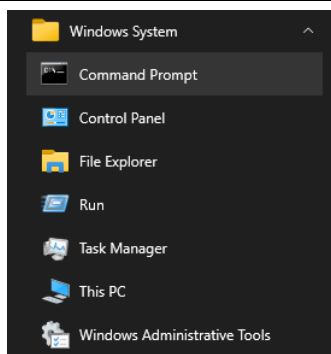 Windows System
Command Prompt
Control Panel
File Explorer
Run
Task Manager
This PC
Windows Administrative Tools